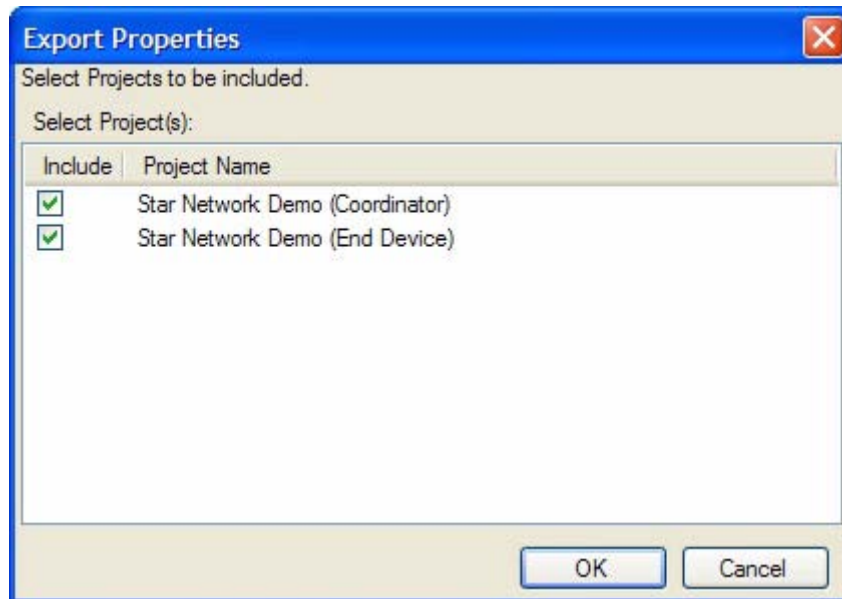 Export Properties
Select Projects to be included.
Select Project(s):
Include Project Name
Star Network Demo (Coordinator)
Star Network Demo (End Device)
OK Cancel